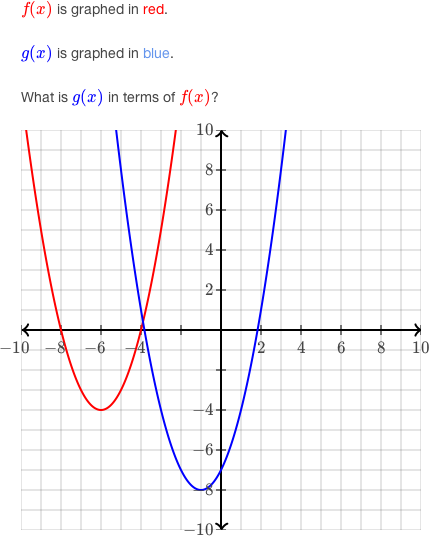 f(x) is graphed in red.
g(x) is graphed in blue.
What is g(x) in terms of f(x)?
10
8
6
4
2
−10 −8 −6 −4 2 4 6 8 10
−4
−6
−8
−10